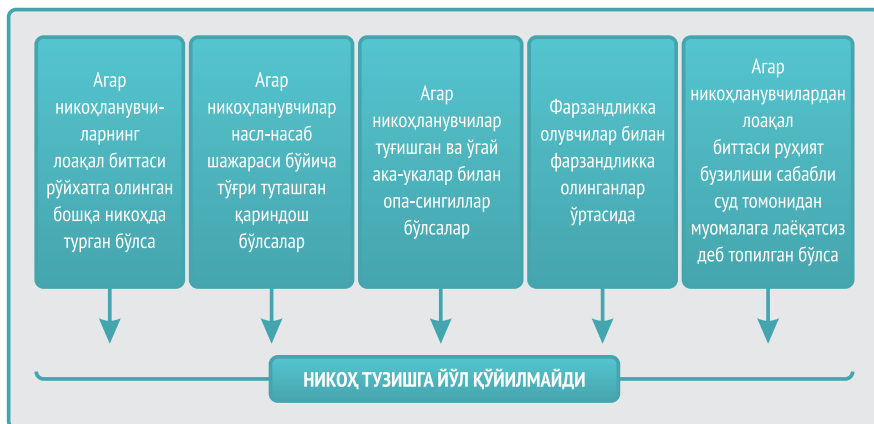 Агар
никоҳланувчи-
ларнинг
лоақал биттаси
рўйхатга олинган
бошқа никоҳда
турган бўлса
Агар
никоҳланувчилар
насл-насаб
шажараси бўйича
тўғри туташган
қариндош
бўлсалар
Агар
никоҳланувчилар
туғишган ва ўгай
ака-укалар билан
опа-сингиллар
бўлсалар
Фарзандликка
олувчилар билан
фарзандликка
олинганлар
ўртасида
Агар
никоҳланувчилардан
лоақал
биттаси руҳият
бузилиши сабабли
суд томонидан
муомалага лаёқатсиз
деб топилган бўлса
НИКОҲ ТУЗИШГА ЙЎЛ ҚЎЙИЛМАЙДИ